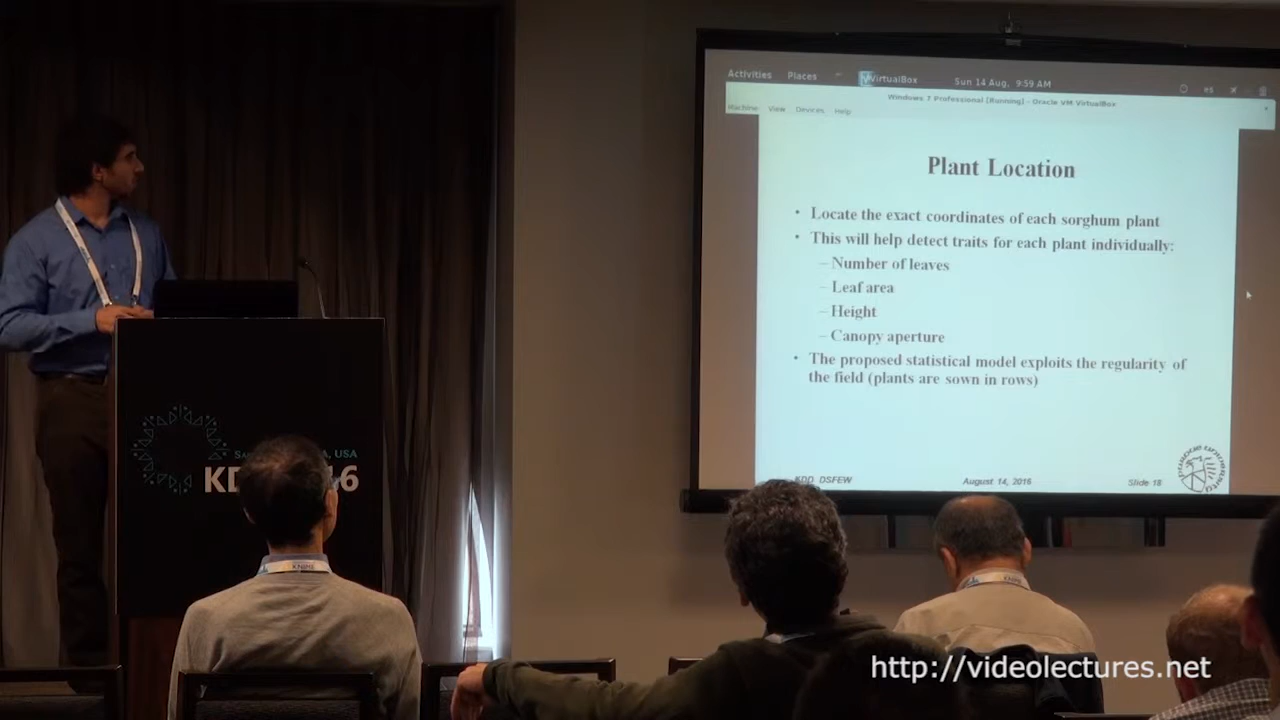 Activities Places VirtualBox Sun 14 Aug, 9:59 AM es
Windows 7 Professional [Running] - Oracle VM VirtualBox
Machine View Devices Help
Plant Location
• Locate the exact coordinates of each sorghum plant
• This will help detect traits for each plant individually:
– Number of leaves
– Leaf area
– Height
– Canopy aperture
• The proposed statistical model exploits the regularity of
the field (plants are sown in rows)
KDD DSFEW August 14, 2016 Slide 18
USA
KNIME
KNIME
http://videolectures.net